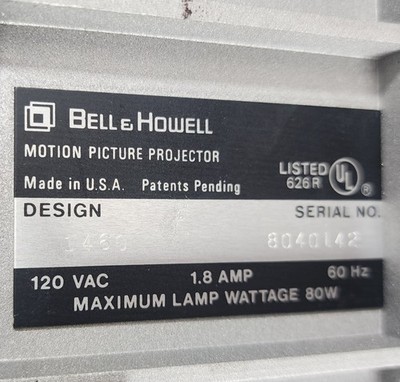 BELL & HOWELL
MOTION PICTURE PROJECTOR
LISTED UL ®
626R
Made in U.S.A. Patents Pending
DESIGN SERIAL NO.
8040142
120 VAC 1.8 AMP 60 Hz
MAXIMUM LAMP WATTAGE 80W